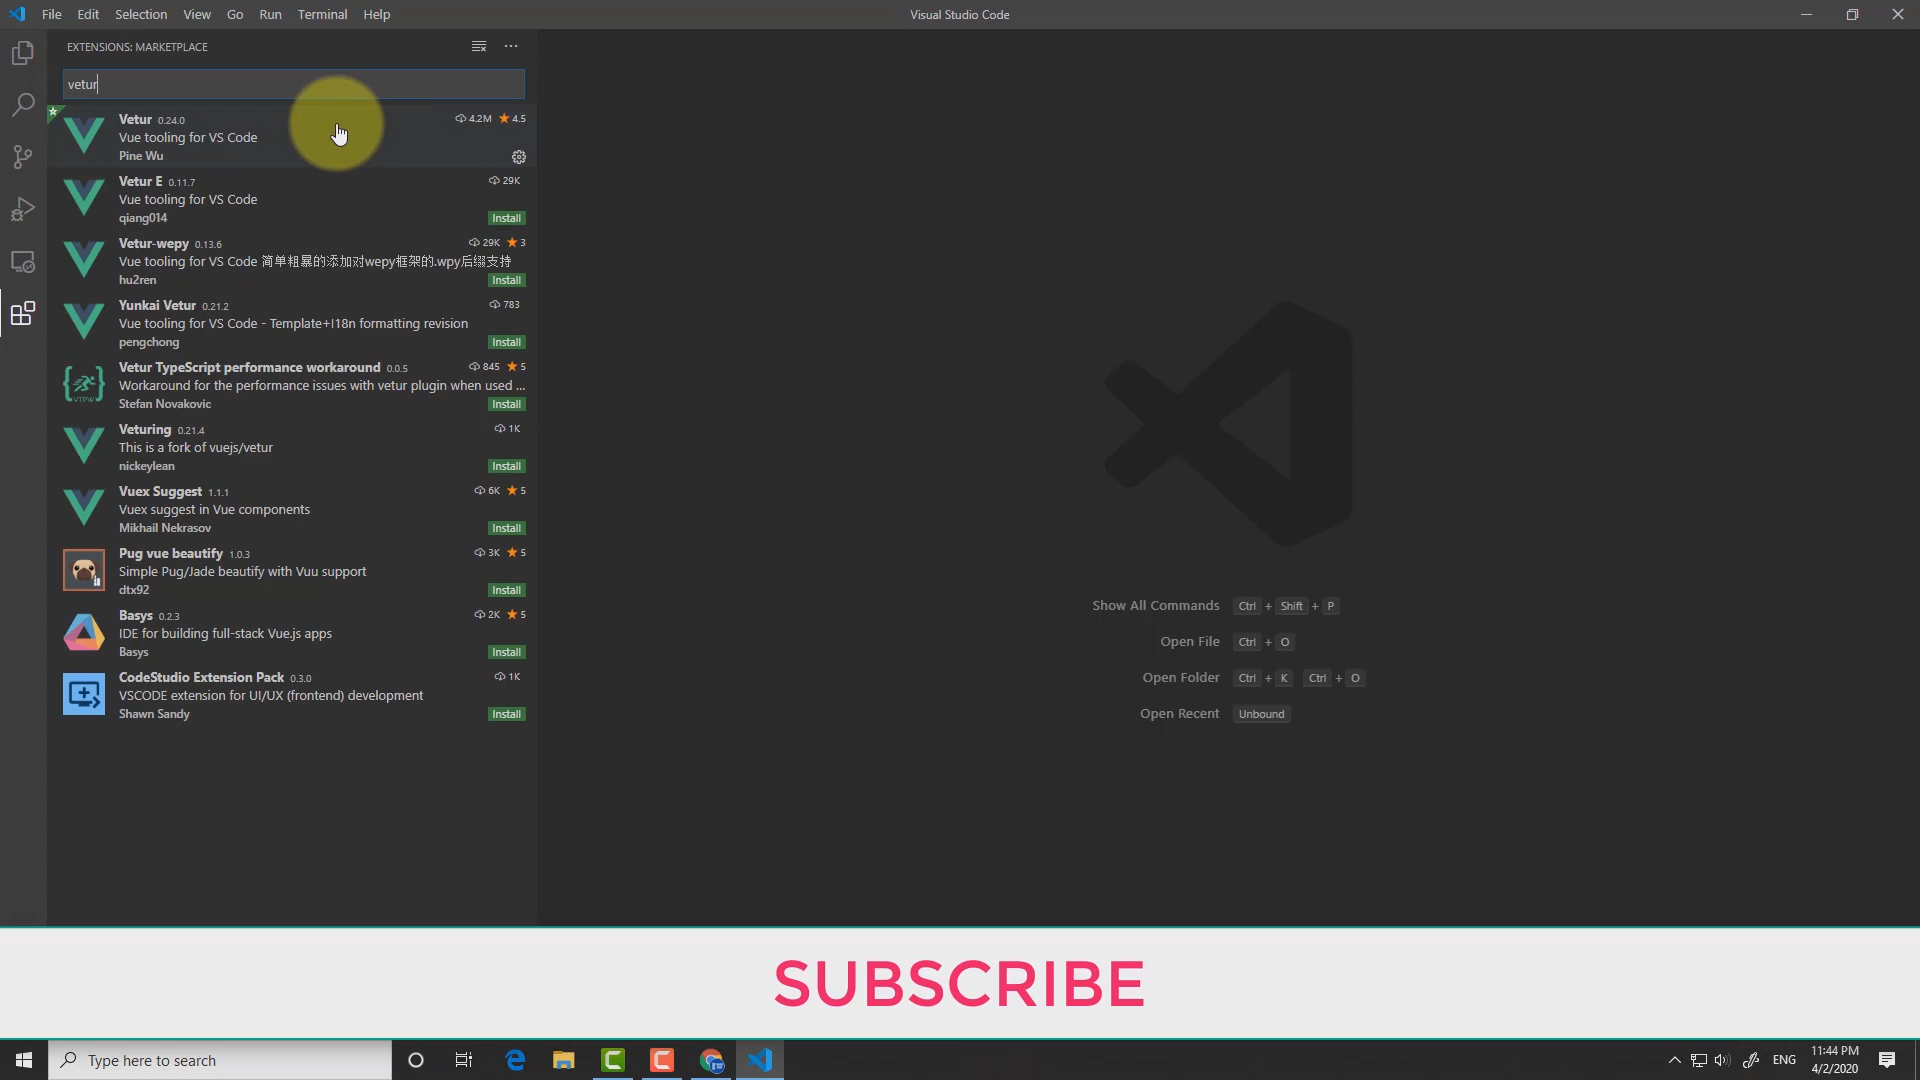 File Edit Selection View Go Run Terminal Help
Visual Studio Code
EXTENSIONS: MARKETPLACE
vetur
Vetur 0.24.0 4.2M 4.5
Vue tooling for VS Code
Pine Wu
Vetur E 0.11.7 29K
Vue tooling for VS Code
qiang014 Install
Vetur-wepy 0.13.6 29K 3
Vue tooling for VS Code 简单粗暴的添加对wepy框架的.wpy后缀支持
hu2ren Install
Yunkai Vetur 0.21.2 783
Vue tooling for VS Code - Template+I18n formatting revision
pengchong Install
Vetur TypeScript performance workaround 0.0.5 845 5
Workaround for the performance issues with vetur plugin when used ...
Stefan Novakovic Install
VTPW
Veturing 0.21.4 1K
This is a fork of vuejs/vetur
nickeylean Install
Vuex Suggest 1.1.1 6K 5
Vuex suggest in Vue components
Mikhail Nekrasov Install
Pug vue beautify 1.0.3 3K 5
Simple Pug/Jade beautify with Vuu support
dtx92 Install
Basys 0.2.3 2K 5
IDE for building full-stack Vue.js apps
Basys Install
CodeStudio Extension Pack 0.3.0 1K
VSCODE extension for UI/UX (frontend) development
Shawn Sandy Install
Show All Commands Ctrl + Shift + P
Open File Ctrl + O
Open Folder Ctrl + K Ctrl + O
Open Recent Unbound
SUBSCRIBE
Type here to search
ENG
11:44 PM
4/2/2020